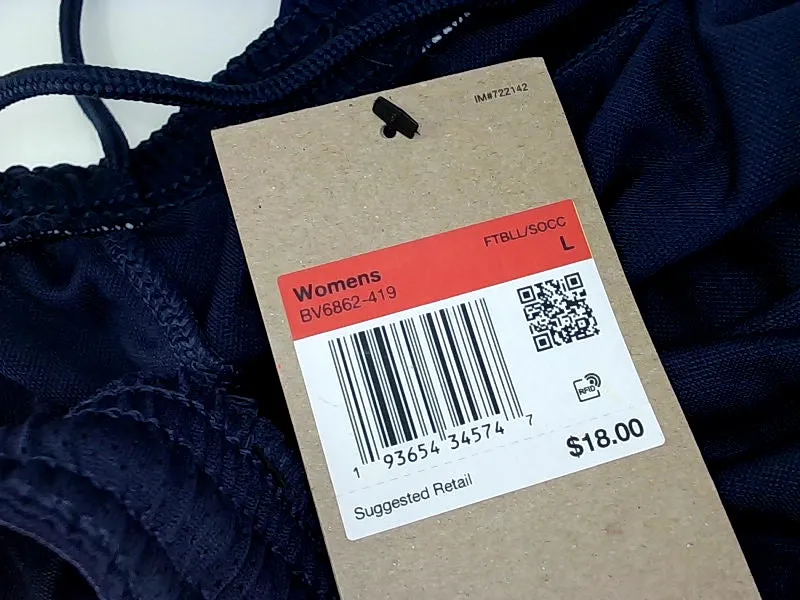 IM#722142
FTBLL/SOCC
L
Womens
BV6862-419
RFID
1 93654 34574 7
$18.00
Suggested Retail